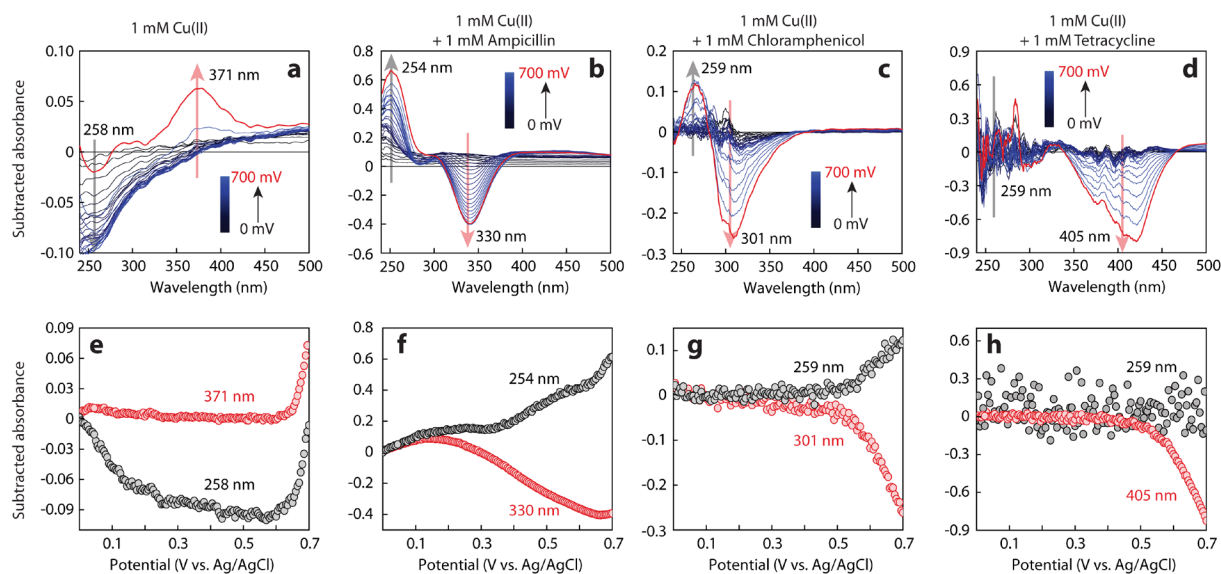 1 mM Cu(II)
1 mM Cu(II)
+ 1 mM Ampicillin
1 mM Cu(II)
+ 1 mM Chloramphenicol
1 mM Cu(II)
+ 1 mM Tetracycline
Subtracted absorbance
0.10
0.05
0
-0.05
-0.10
a
371 nm
258 nm
700 mV
0 mV
240 300 350 400 450 500
Wavelength (nm)
0.8
0.6
0.4
0.2
0
-0.2
-0.4
-0.6
b
254 nm
700 mV
0 mV
330 nm
250 300 350 400 450 500
Wavelength (nm)
0.2
0.1
0
-0.1
-0.2
-0.3
c
259 nm
700 mV
0 mV
301 nm
240 300 350 400 450 500
Wavelength (nm)
0.9
0.6
0.3
0
-0.3
-0.6
-0.9
d
700 mV
0 mV
259 nm
405 nm
240 300 350 400 450 500
Wavelength (nm)
Subtracted absorbance
0.09
0.06
0.03
0
-0.03
-0.06
-0.09
e
371 nm
258 nm
0.1 0.3 0.5 0.7
Potential (V vs. Ag/AgCl)
0.8
0.6
0.4
0.2
0
-0.2
-0.4
f
254 nm
330 nm
0.1 0.3 0.5 0.7
Potential (V vs. Ag/AgCl)
0.1
0
-0.1
-0.2
-0.3
g
259 nm
301 nm
0.1 0.3 0.5 0.7
Potential (V vs. Ag/AgCl)
0.6
0.3
0
-0.3
-0.6
-0.9
h
259 nm
405 nm
0.1 0.3 0.5 0.7
Potential (V vs. Ag/AgCl)